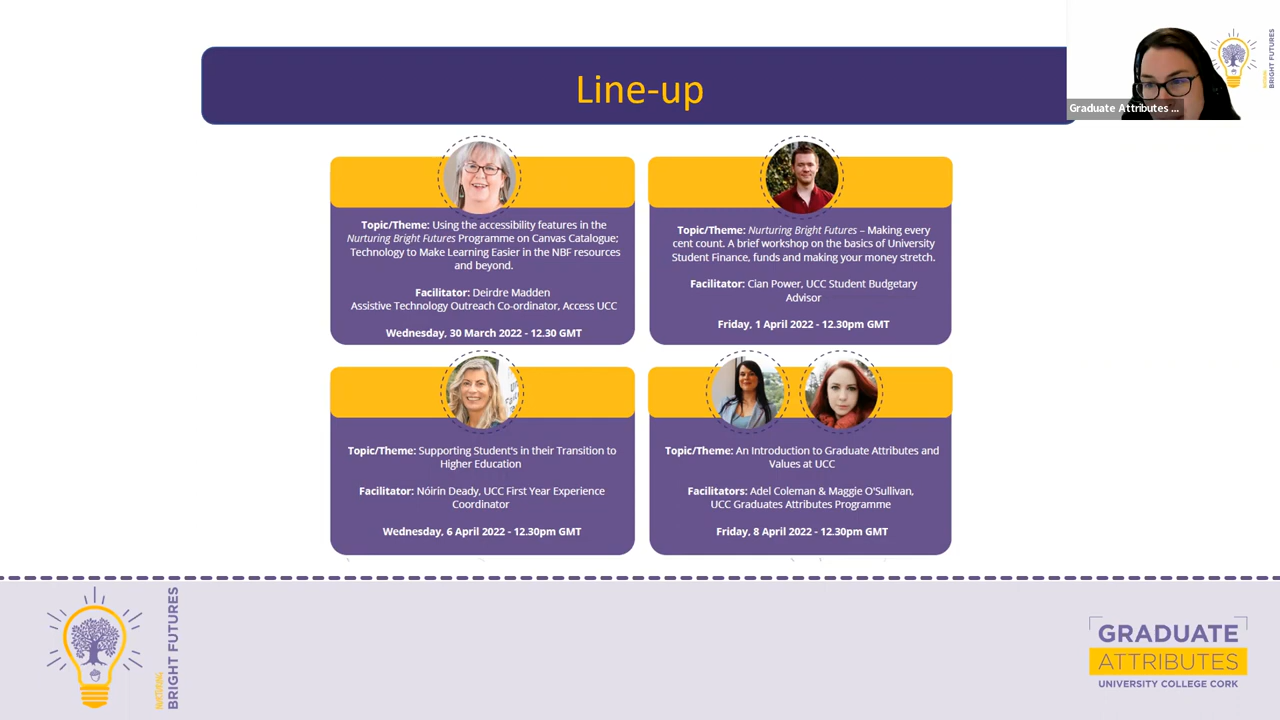 Line-up
BRIGHT FUTURES
Graduate Attributes ...
Topic/Theme: Using the accessibility features in the
Nurturing Bright Futures Programme on Canvas Catalogue;
Technology to Make Learning Easier in the NBF resources
and beyond.
Facilitator: Deirdre Madden
Assistive Technology Outreach Co-ordinator, Access UCC
Wednesday, 30 March 2022 - 12.30 GMT
Topic/Theme: Nurturing Bright Futures – Making every
cent count. A brief workshop on the basics of University
Student Finance, funds and making your money stretch.
Facilitator: Cian Power, UCC Student Budgetary
Advisor
Friday, 1 April 2022 - 12.30pm GMT
Topic/Theme: Supporting Student's in their Transition to
Higher Education
Facilitator: Nóirin Deady, UCC First Year Experience
Coordinator
Wednesday, 6 April 2022 - 12.30pm GMT
Topic/Theme: An Introduction to Graduate Attributes and
Values at UCC
Facilitators: Adel Coleman & Maggie O'Sullivan,
UCC Graduates Attributes Programme
Friday, 8 April 2022 - 12.30pm GMT
NURTURING
BRIGHT FUTURES
GRADUATE
ATTRIBUTES
UNIVERSITY COLLEGE CORK